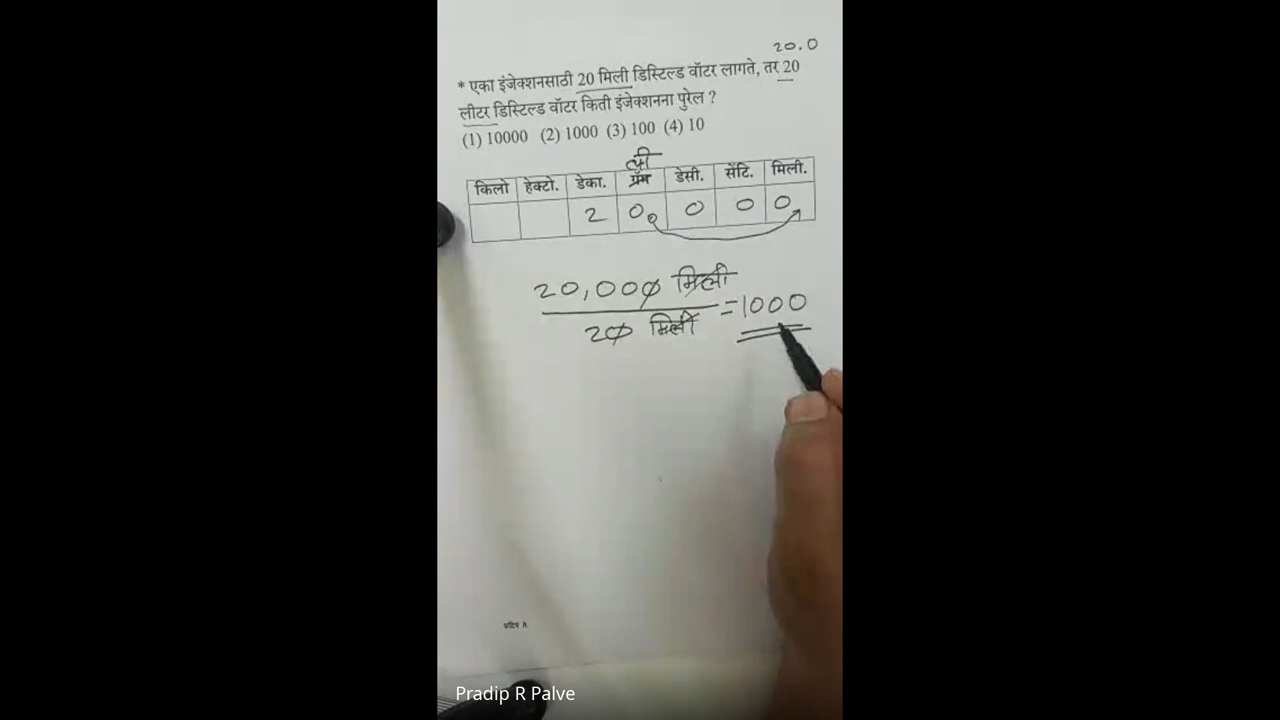 20.0
* एका इंजेक्शनसाठी 20 मिली डिस्टिल्ड वॉटर लागते, तर 20
लीटर डिस्टिल्ड वॉटर किती इंजेक्शनना पुरेल ?
(1) 10000 (2) 1000 (3) 100 (4) 10
ली
किलो हेक्टो. डेका. ग्रॅम डेसी. सेंटि. मिली.
2 0. 0 0 0
20,000 मिली
20 मिली
=1000
प्रदिप R
Pradip R Palve